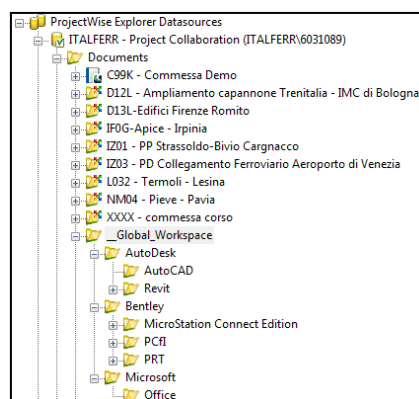 ProjectWise Explorer Datasources
ITALFERR - Project Collaboration (ITALFERR\6031089)
Documents
C99K - Commessa Demo
D12L - Ampliamento capannone Trenitalia - IMC di Bologna
D13L-Edifici Firenze Romito
IF0G-Apice - Irpinia
IZ01 - PP Strassoldo-Bivio Cargnacco
IZ03 - PD Collegamento Ferroviario Aeroporto di Venezia
L032 - Termoli - Lesina
NM04 - Pieve - Pavia
XXXX - commessa corso
__Global_Workspace
AutoDesk
AutoCAD
Revit
Bentley
MicroStation Connect Edition
PCfI
PRT
Microsoft
Office